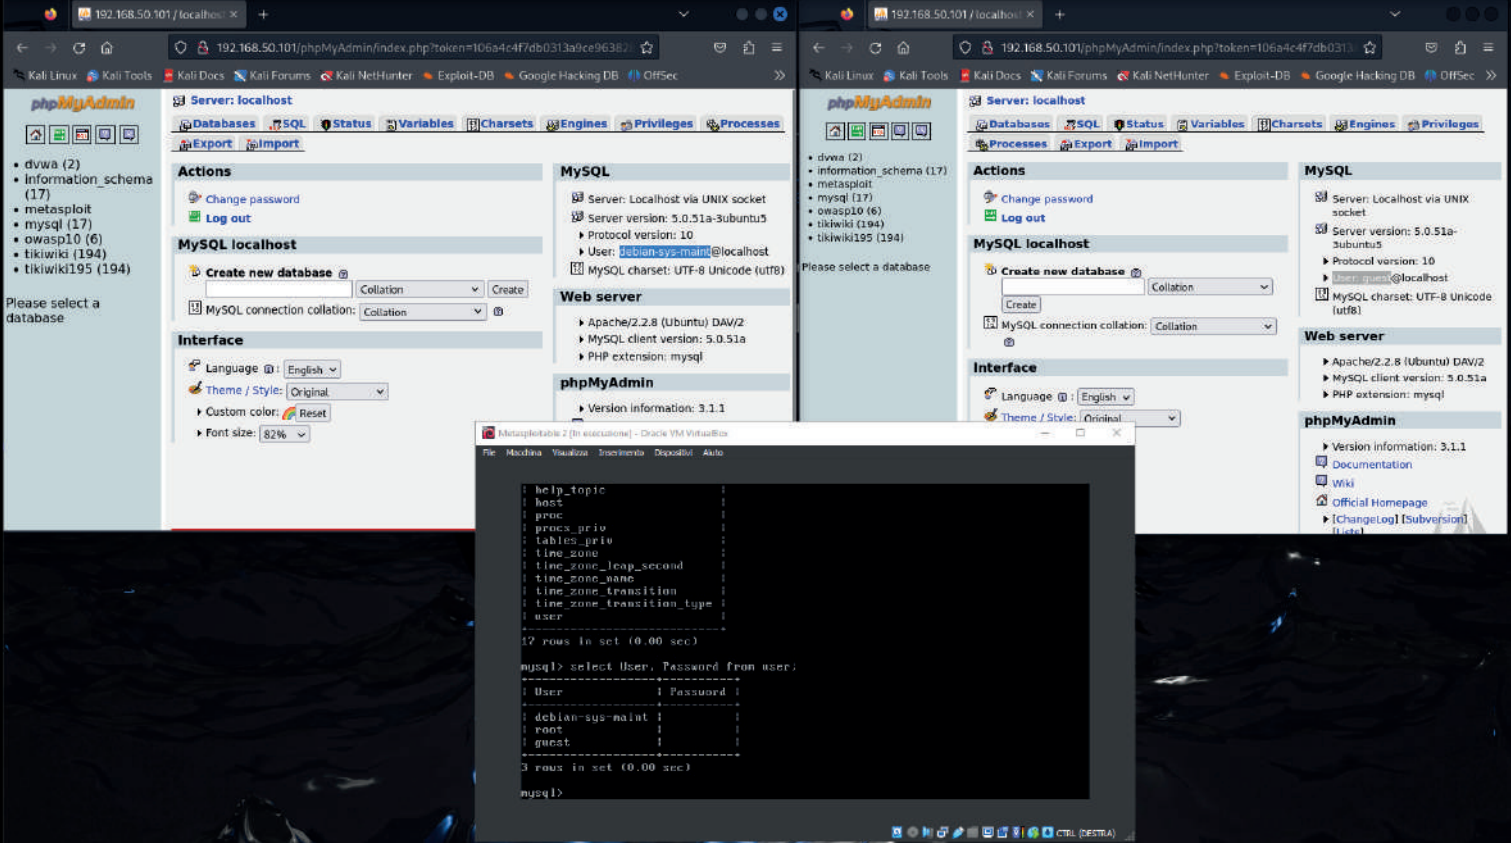 192.168.50.101 / localhost
192.168.50.101/phpMyAdmin/index.php?token=106a4c4f7db0313a9ce96382
Kali Linux Kali Tools Kali Docs Kali Forums Kali NetHunter Exploit-DB Google Hacking DB OffSec
phpMyAdmin
dvwa (2)
information_schema (17)
metasploit
mysql (17)
owasp10 (6)
tikiwiki (194)
tikiwiki195 (194)
Please select a
database
Server: localhost
Databases SQL Status Variables Charsets Engines Privileges Processes
Export Import
Actions
Change password
Log out
MySQL localhost
Create new database
Collation Create
MySQL connection collation: Collation
Interface
Language : English
Theme / Style: Original
Custom color: Reset
Font size: 82%
MySQL
Server: Localhost via UNIX socket
Server version: 5.0.51a-3ubuntu5
Protocol version: 10
User: debian-sys-maint@localhost
MySQL charset: UTF-8 Unicode (utf8)
Web server
Apache/2.2.8 (Ubuntu) DAV/2
MySQL client version: 5.0.51a
PHP extension: mysql
phpMyAdmin
Version information: 3.1.1
192.168.50.101 / localhost
192.168.50.101/phpMyAdmin/index.php?token=106a4c4f7db0313
Kali Linux Kali Tools Kali Docs Kali Forums Kali NetHunter Exploit-DB Google Hacking DB OffSec
phpMyAdmin
dvwa (2)
information_schema (17)
metasploit
mysql (17)
owasp10 (6)
tikiwiki (194)
tikiwiki195 (194)
Please select a database
Server: localhost
Databases SQL Status Variables Charsets Engines Privileges
Processes Export Import
Actions
Change password
Log out
MySQL localhost
Create new database
Collation
Create
MySQL connection collation: Collation
Interface
Language : English
Theme / Style: Original
MySQL
Server: Localhost via UNIX
socket
Server version: 5.0.51a-
3ubuntu5
Protocol version: 10
User: guest@localhost
MySQL charset: UTF-8 Unicode
(utf8)
Web server
Apache/2.2.8 (Ubuntu) DAV/2
MySQL client version: 5.0.51a
PHP extension: mysql
phpMyAdmin
Version information: 3.1.1
Documentation
Wiki
Official Homepage
[ChangeLog] [Subversion]
[Lists]
Metasploitable 2 [In esecuzione] - Oracle VM VirtualBox
File Macchina Visualizza Inserimento Dispositivi Aiuto
| help_topic |
| host |
| proc |
| procs_priv |
| tables_priv |
| time_zone |
| time_zone_leap_second |
| time_zone_name |
| time_zone_transition |
| time_zone_transition_type |
| user |
17 rows in set (0.00 sec)
mysql> select User, Password from user;
| User | Password |
| debian-sys-maint | |
| root | |
| guest | |
3 rows in set (0.00 sec)
mysql>
CTRL (DESTRA)